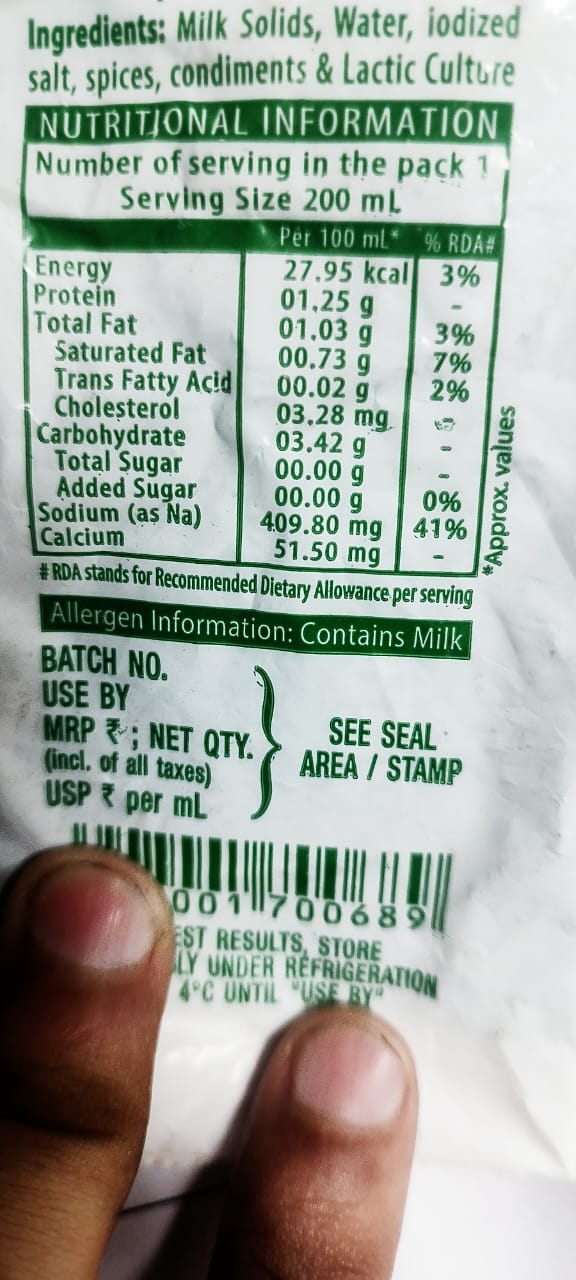 Ingredients: Milk Solids, Water, iodized
salt, spices, condiments & Lactic Culture
NUTRITIONAL INFORMATION
Number of serving in the pack 1
Serving Size 200 mL
Per 100 mL* % RDA#
Energy 27.95 kcal 3%
Protein 01.25 g -
Total Fat 01.03 g 3%
Saturated Fat 00.73 g 7%
Trans Fatty Acid 00.02 g 2%
Cholesterol 03.28 mg -
Carbohydrate 03.42 g -
Total Sugar 00.00 g -
Added Sugar 00.00 g 0%
Sodium (as Na) 409.80 mg 41%
Calcium 51.50 mg -
*Approx. values
# RDA stands for Recommended Dietary Allowance per serving
Allergen Information: Contains Milk
BATCH NO.
USE BY
MRP ₹ ; NET QTY.
(incl. of all taxes)
USP ₹ per mL
SEE SEAL
AREA / STAMP
001 700689
EST RESULTS, STORE
LY UNDER REFRIGERATION
4°C UNTIL "USE BY"